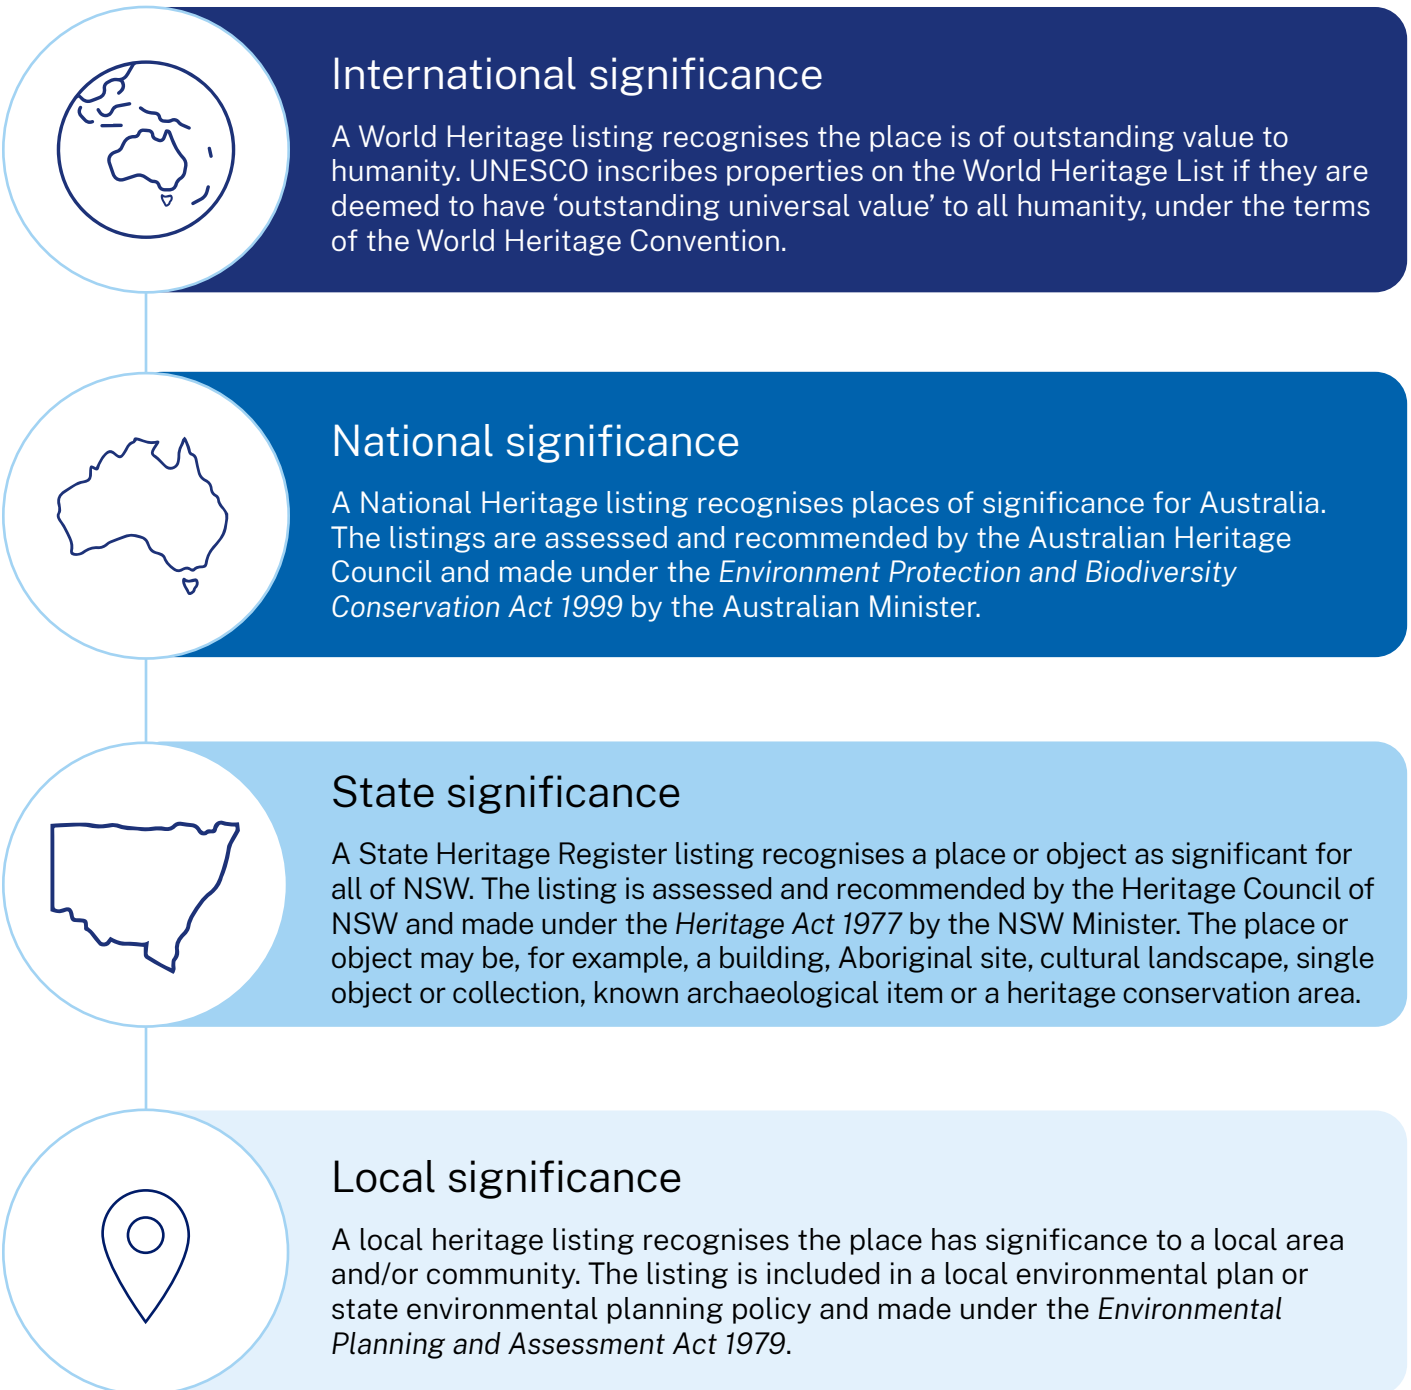 International significance
A World Heritage listing recognises the place is of outstanding value to
humanity. UNESCO inscribes properties on the World Heritage List if they are
deemed to have ‘outstanding universal value’ to all humanity, under the terms
of the World Heritage Convention.
National significance
A National Heritage listing recognises places of significance for Australia.
The listings are assessed and recommended by the Australian Heritage
Council and made under the Environment Protection and Biodiversity
Conservation Act 1999 by the Australian Minister.
State significance
A State Heritage Register listing recognises a place or object as significant for
all of NSW. The listing is assessed and recommended by the Heritage Council of
NSW and made under the Heritage Act 1977 by the NSW Minister. The place or
object may be, for example, a building, Aboriginal site, cultural landscape, single
object or collection, known archaeological item or a heritage conservation area.
Local significance
A local heritage listing recognises the place has significance to a local area
and/or community. The listing is included in a local environmental plan or
state environmental planning policy and made under the Environmental
Planning and Assessment Act 1979.